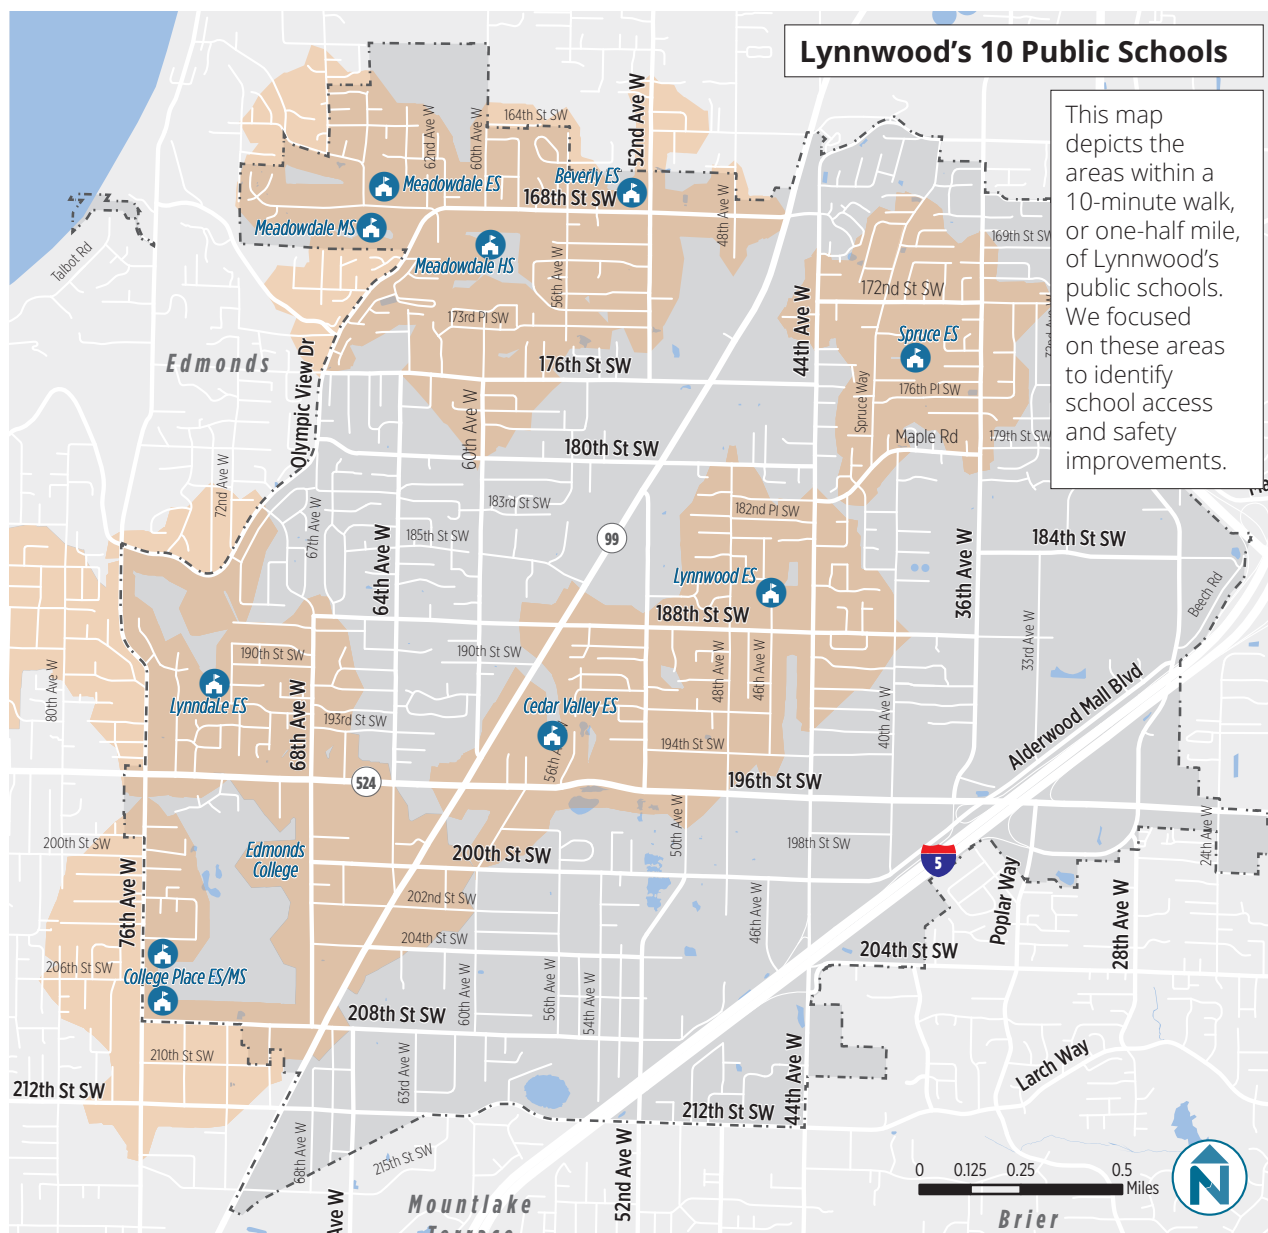 Lynnwood's 10 Public Schools
This map
depicts the
areas within a
10-minute walk,
or one-half mile,
of Lynnwood's
public schools.
We focused
on these areas
to identify
school access
and safety
improvements.
164th St SW
62nd Ave W
60th Ave W
52nd Ave W
Meadowdale ES
Beverly ES
168th St SW
48th Ave W
Meadowdale MS
Meadowdale HS
169th St SW
Talbot Rd
56th Ave W
172nd St SW
173rd Pl SW
44th Ave W
Spruce ES
Edmonds
Olympic View Dr
176th St SW
176th Pl SW
Spruce Way
60th Ave W
180th St SW
Maple Rd
179th St SW
72nd Ave W
67th Ave W
183rd St SW
182nd Pl SW
185th St SW
99
64th Ave W
36th Ave W
184th St SW
Lynnwood ES
188th St SW
Beech Rd
33rd Ave W
190th St SW
190th St SW
48th Ave W
46th Ave W
80th Ave W
Lynndale ES
68th Ave W
193rd St SW
Cedar Valley ES
56th A
194th St SW
40th Ave W
Alderwood Mall Blvd
524
196th St SW
200th St SW
Edmonds
College
200th St SW
50th Ave W
198th St SW
24th Ave W
5
76th Ave W
202nd St SW
46th Ave W
Poplar Way
28th Ave W
204th St SW
204th St SW
206th St SW
College Place ES/MS
60th Ave W
56th Ave W
54th Ave W
208th St SW
210th St SW
63rd Ave W
44th Ave W
Larch Way
212th St SW
212th St SW
68th Ave W
215th St SW
52nd Ave W
Ave W
Mountlake
Terrace
0 0.125 0.25 0.5
Miles
Brier
N